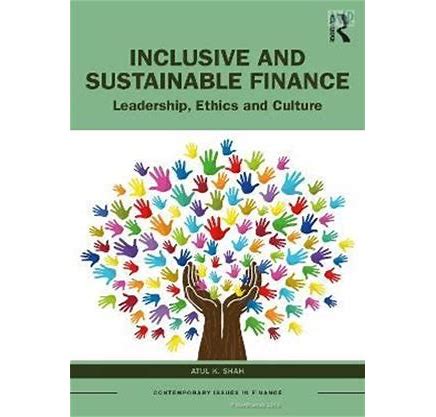 INCLUSIVE AND
SUSTAINABLE FINANCE
Leadership, Ethics and Culture
ATUL K. SHAH
CONTEMPORARY ISSUES IN FINANCE